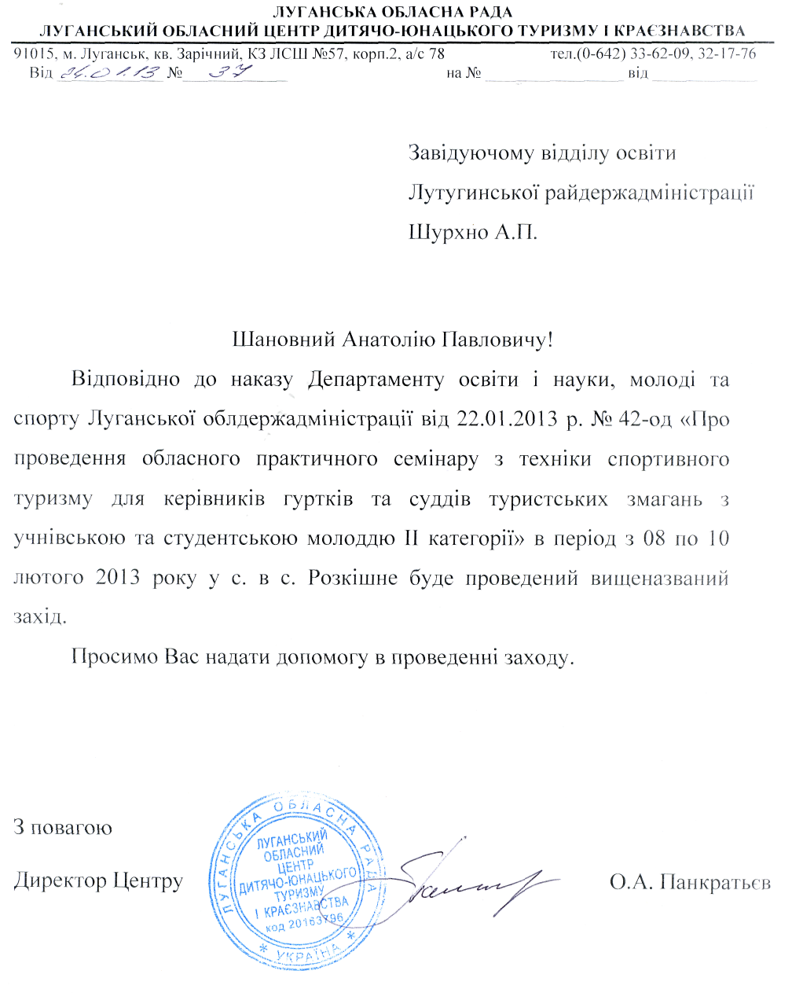 ЛУГАНСЬКА ОБЛАСНА РАДА
ЛУГАНСЬКИЙ ОБЛАСНИЙ ЦЕНТР ДИТЯЧО-ЮНАЦЬКОГО ТУРИЗМУ І КРАЄЗНАВСТВА
91015, м. Луганськ, кв. Зарічний, КЗ ЛСШ №57, корп.2, а/с 78 тел.(0-642) 33-62-09, 32-17-76
Від 24.01.13 № 37 на № від
Завідуючому відділу освіти
Лутугинської райдержадміністрації
Шурхно А.П.
Шановний Анатолію Павловичу!
Відповідно до наказу Департаменту освіти і науки, молоді та
спорту Луганської облдержадміністрації від 22.01.2013 р. № 42-од «Про
проведення обласного практичного семінару з техніки спортивного
туризму для керівників гуртків та суддів туристських змагань з
учнівською та студентською молоддю ІІ категорії» в період з 08 по 10
лютого 2013 року у с. в с. Розкішне буде проведений вищеназваний
захід.
Просимо Вас надати допомогу в проведенні заходу.
З повагою
Директор Центру О.А. Панкратьєв
ЛУГАНСЬКА ОБЛАСНА РАДА
ЛУГАНСЬКИЙ
ОБЛАСНИЙ
ЦЕНТР
ДИТЯЧО-ЮНАЦЬКОГО
ТУРИЗМУ
І КРАЄЗНАВСТВА
код 20163796
* УКРАЇНА *